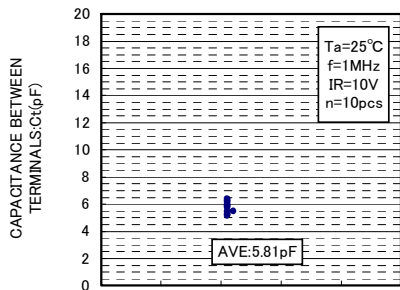 CAPACITANCE BETWEEN
TERMINALS:Ct(pF)
20
18
16
14
12
10
8
6
4
2
0
Ta=25℃
f=1MHz
IR=10V
n=10pcs
AVE:5.81pF